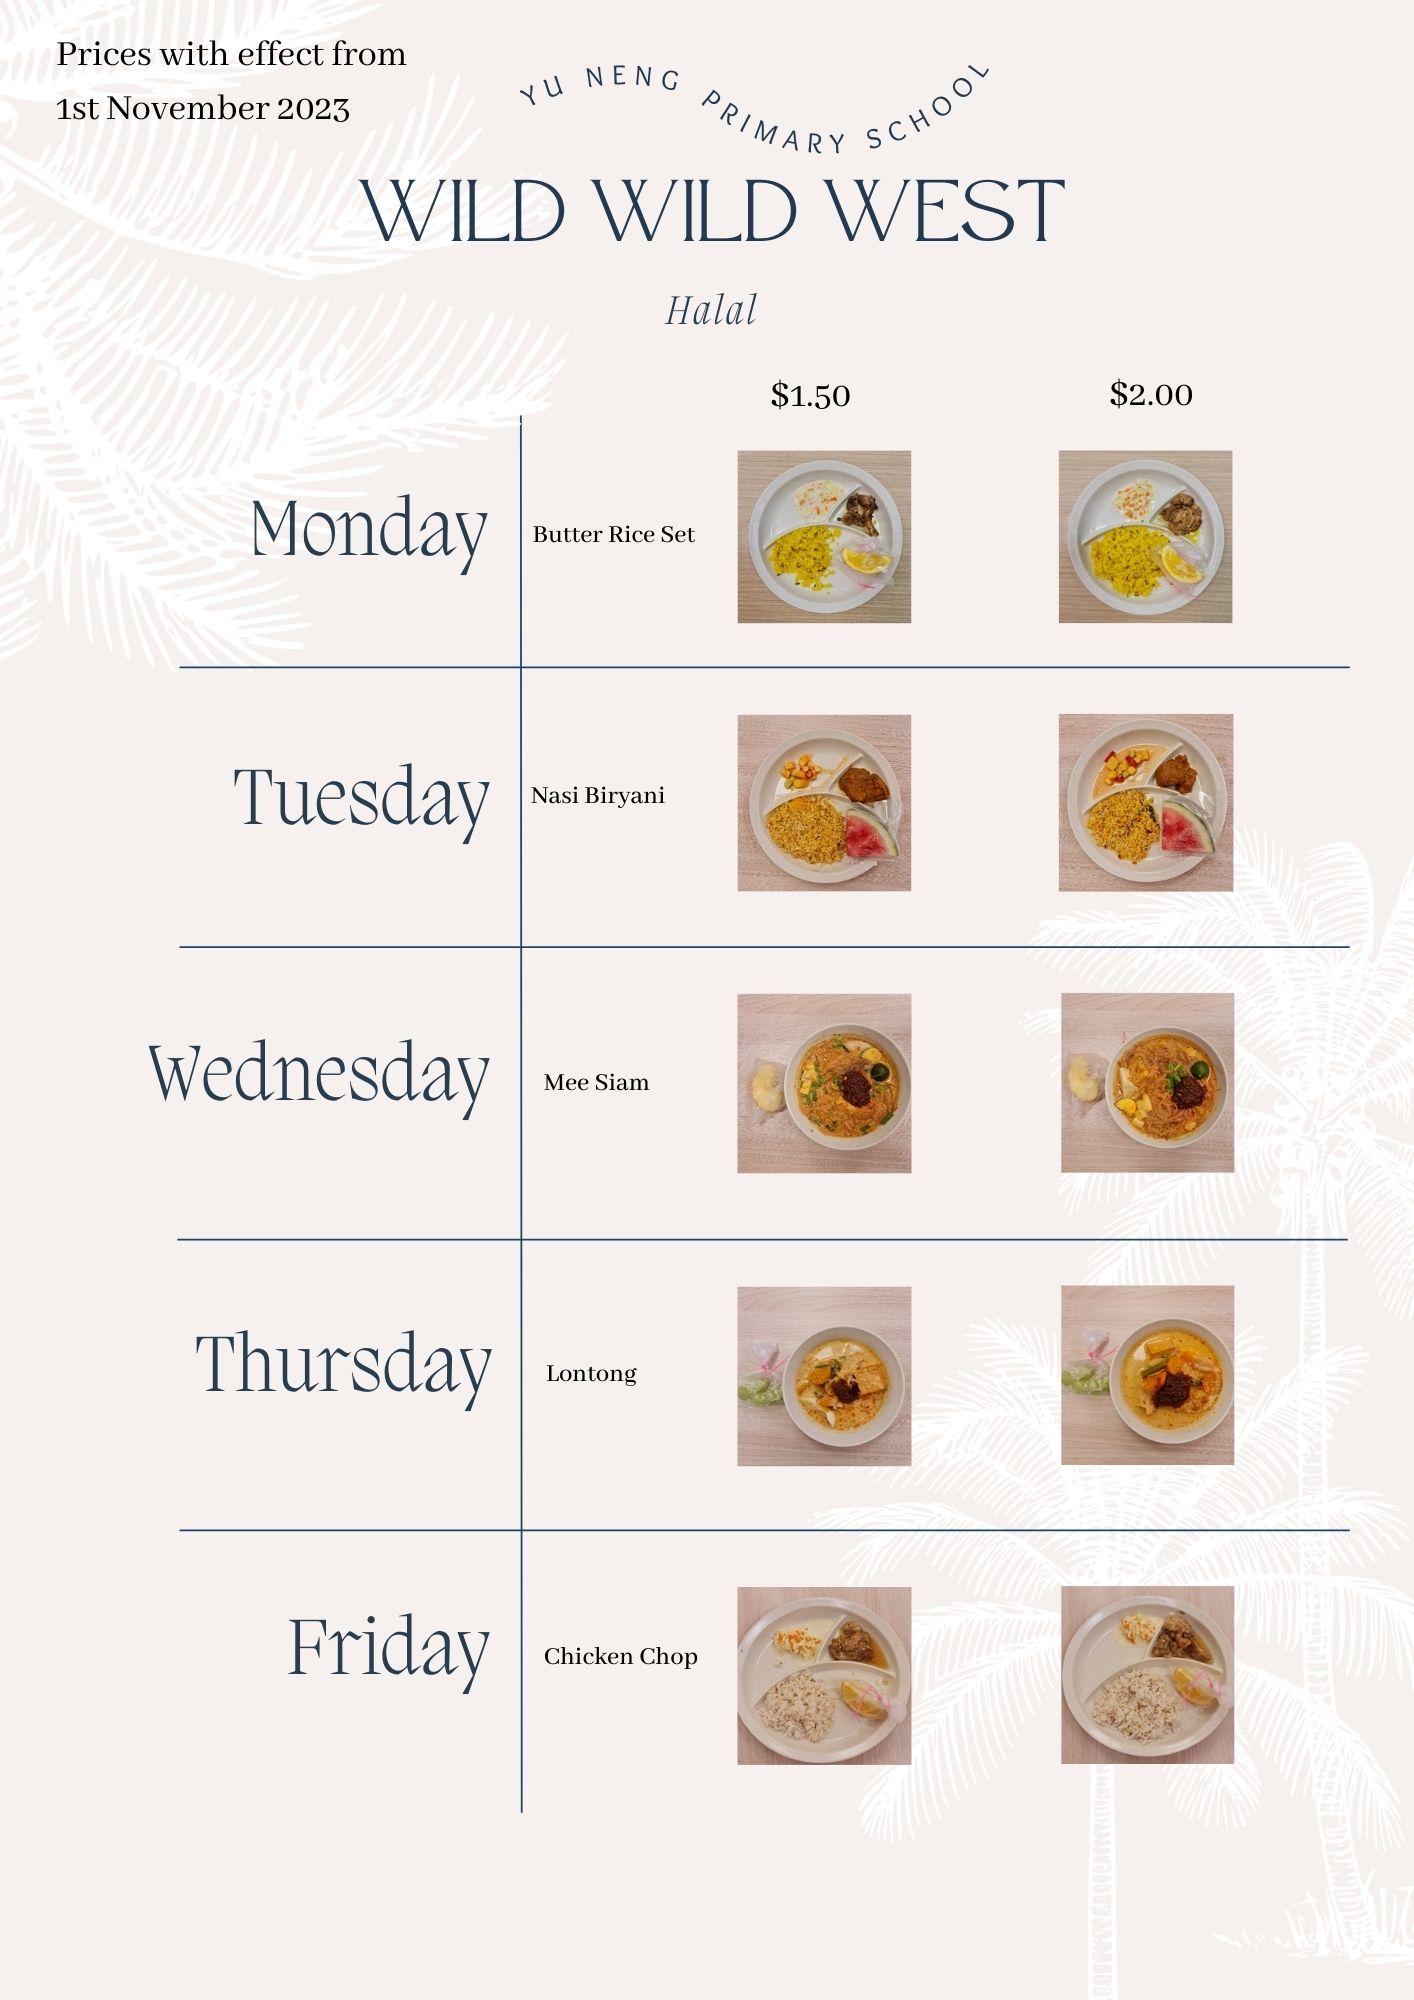 Prices with effect from
1st November 2023
YU NENG PRIMARY SCHOOL
WILD WILD WEST
Halal
$1.50 $2.00
Monday Butter Rice Set
Tuesday Nasi Biryani
Wednesday Mee Siam
Thursday Lontong
Friday Chicken Chop